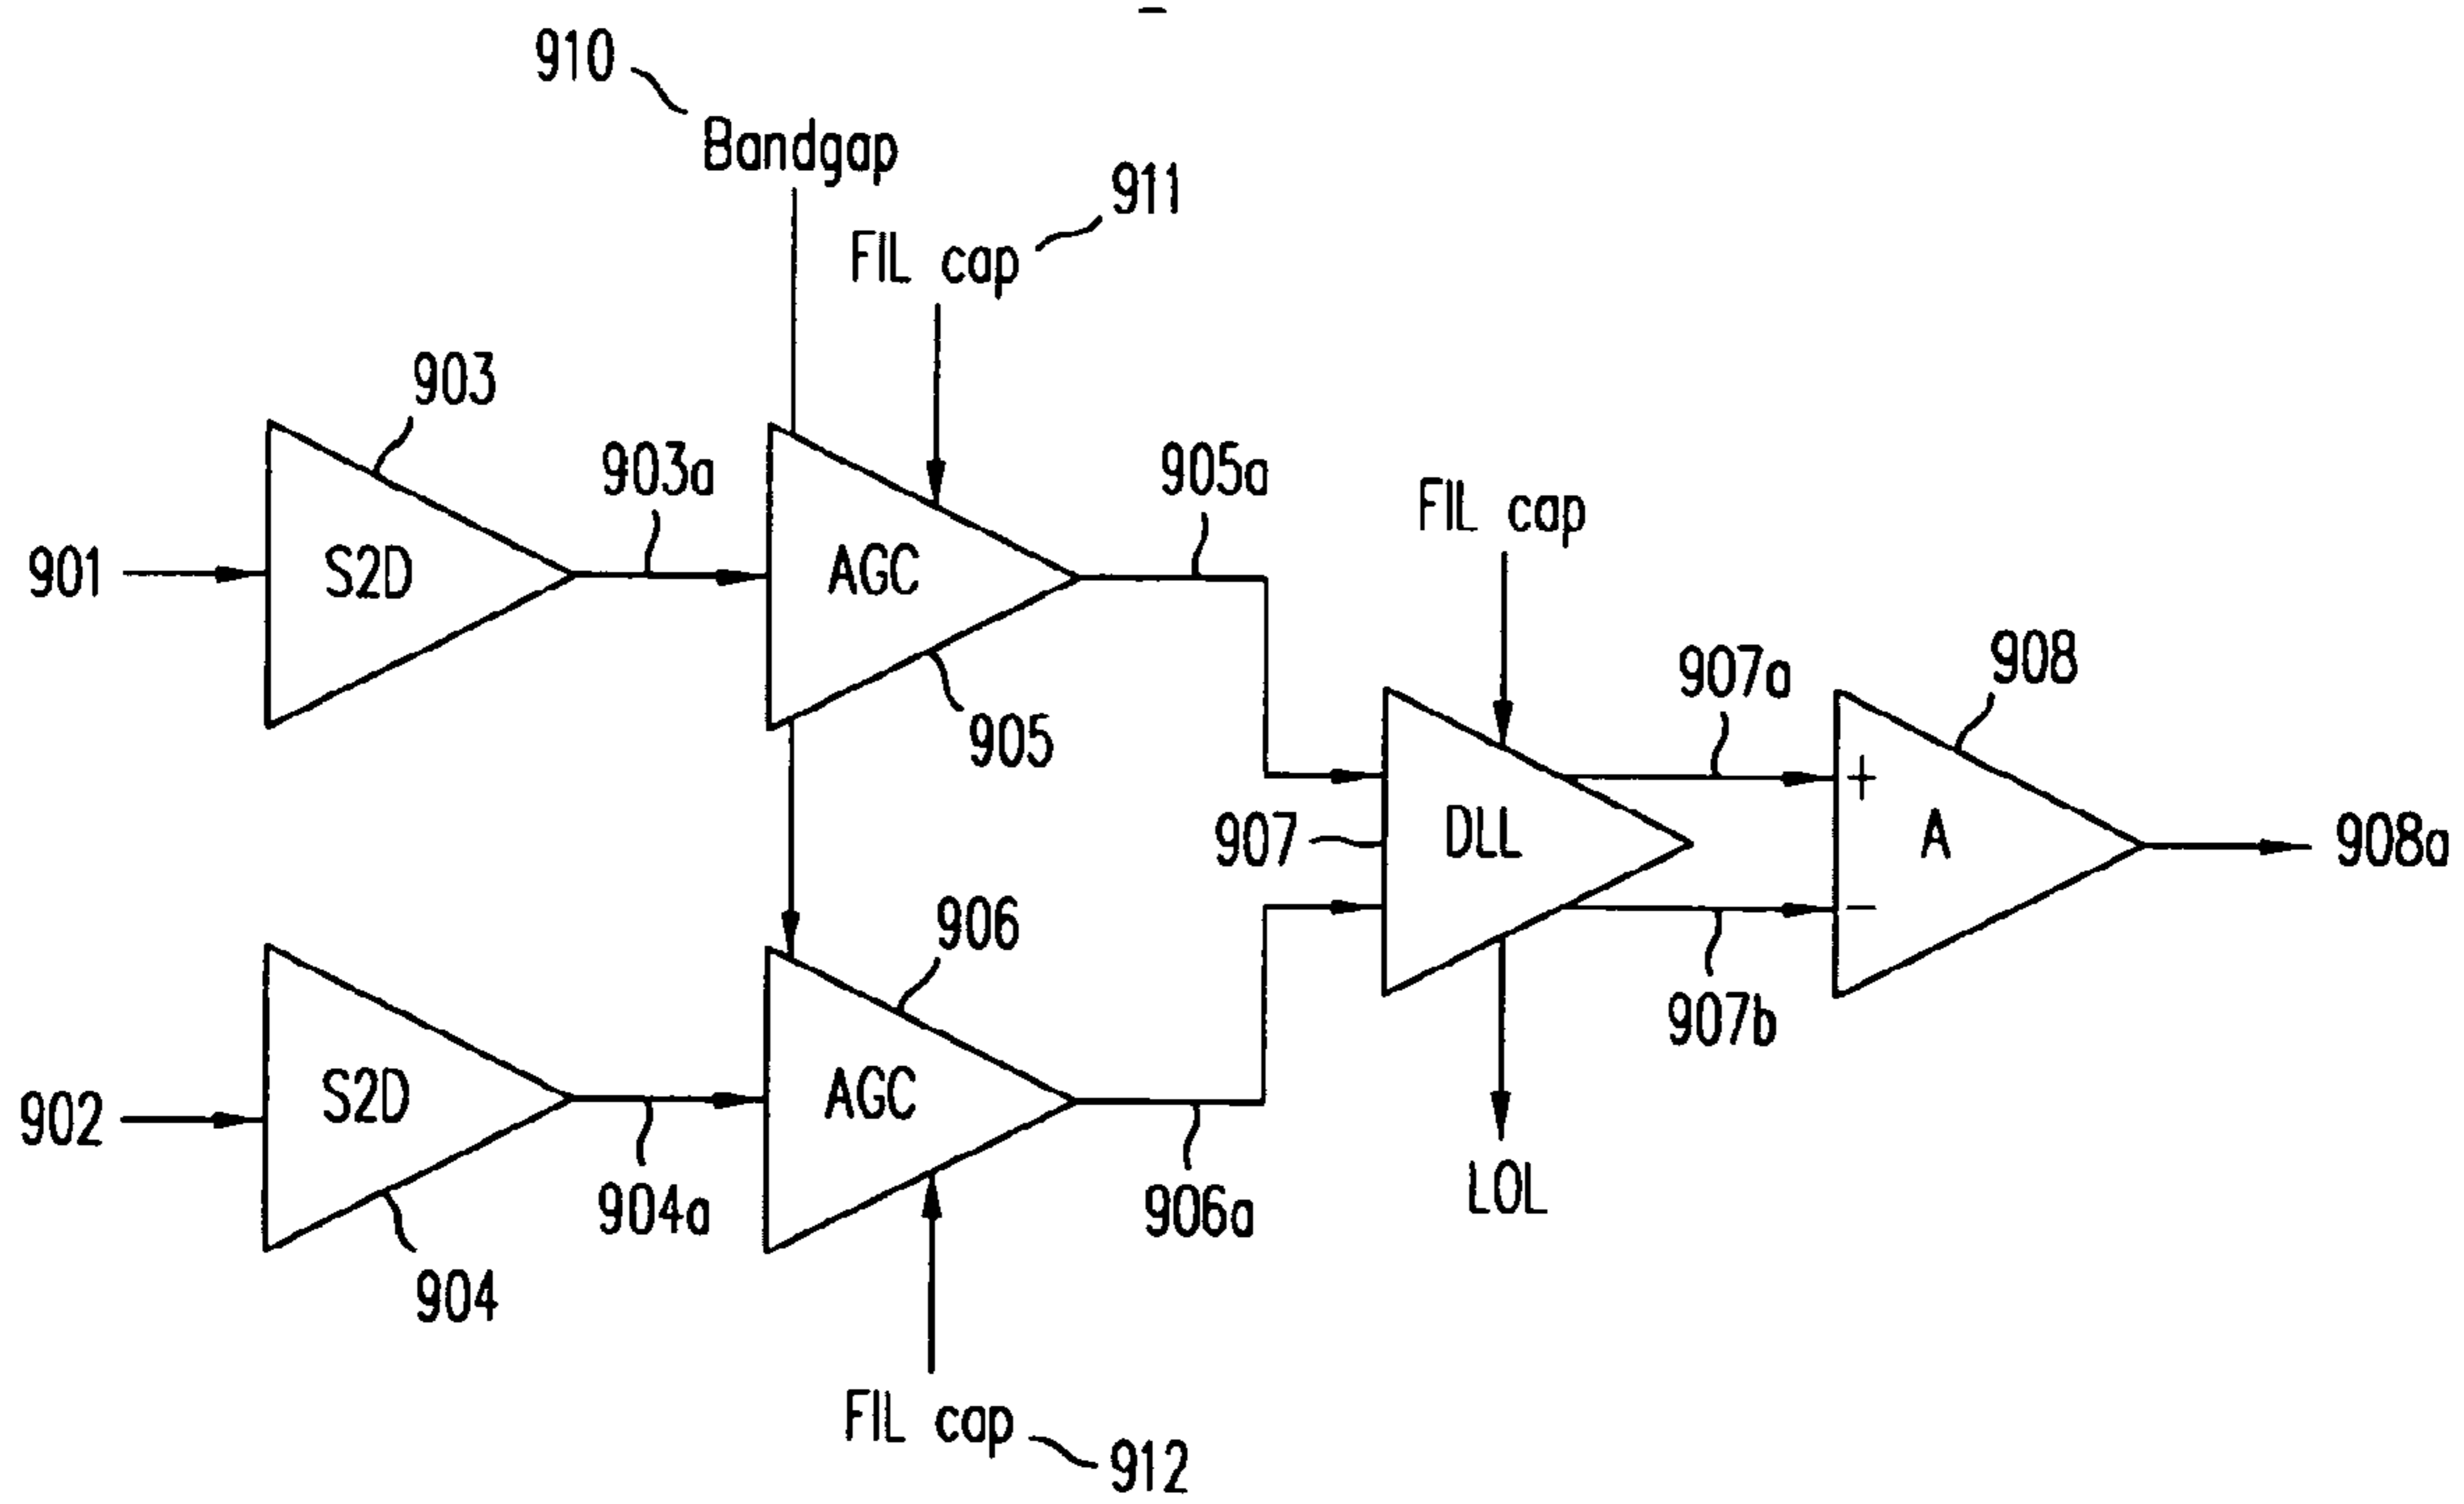 910
Bandgap
911
FIL cap
903
903a
905a
FIL cap
901
S2D
AGC
908
907a
905
+
907
DLL
A
908a
906
−
907b
902
S2D
AGC
904a
906a
LOL
904
FIL cap
912